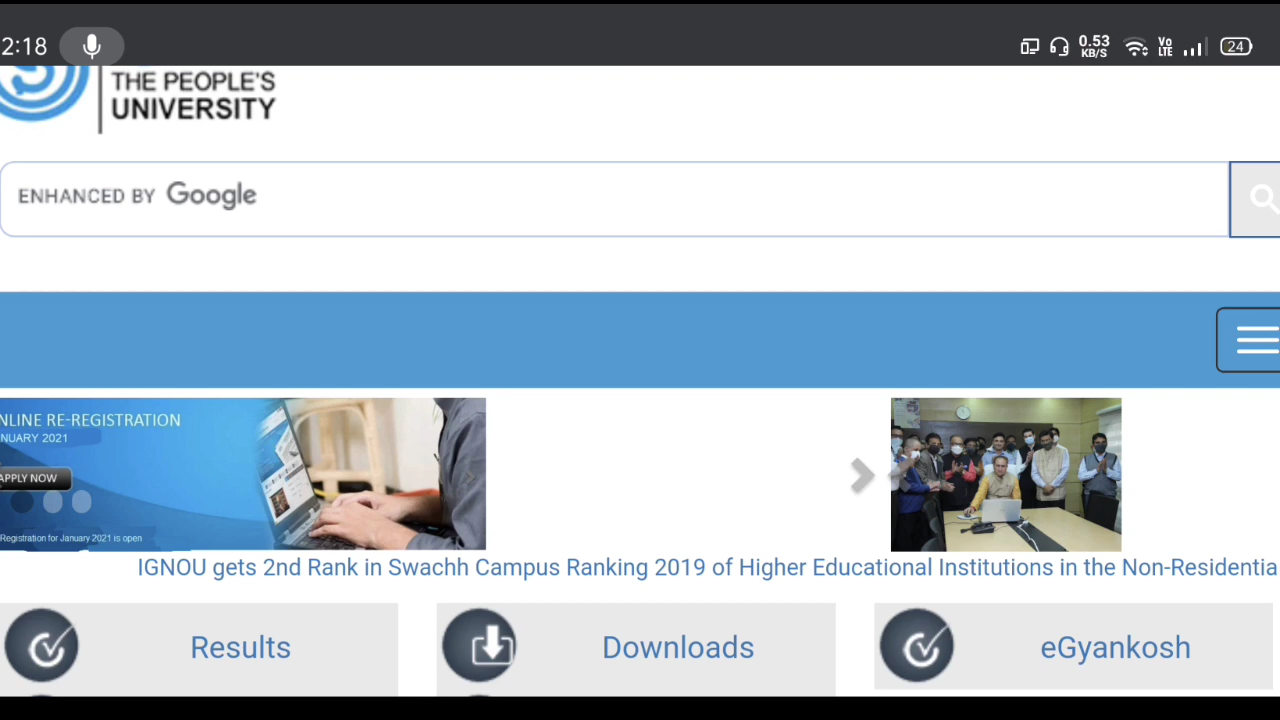 2:18
0.53
KB/S
Vo
LTE
24
THE PEOPLE'S
UNIVERSITY
ENHANCED BY Google
NLINE RE-REGISTRATION
NUARY 2021
APPLY NOW
Registration for January 2021 is open
IGNOU gets 2nd Rank in Swachh Campus Ranking 2019 of Higher Educational Institutions in the Non-Residentia
Results
Downloads
eGyankosh